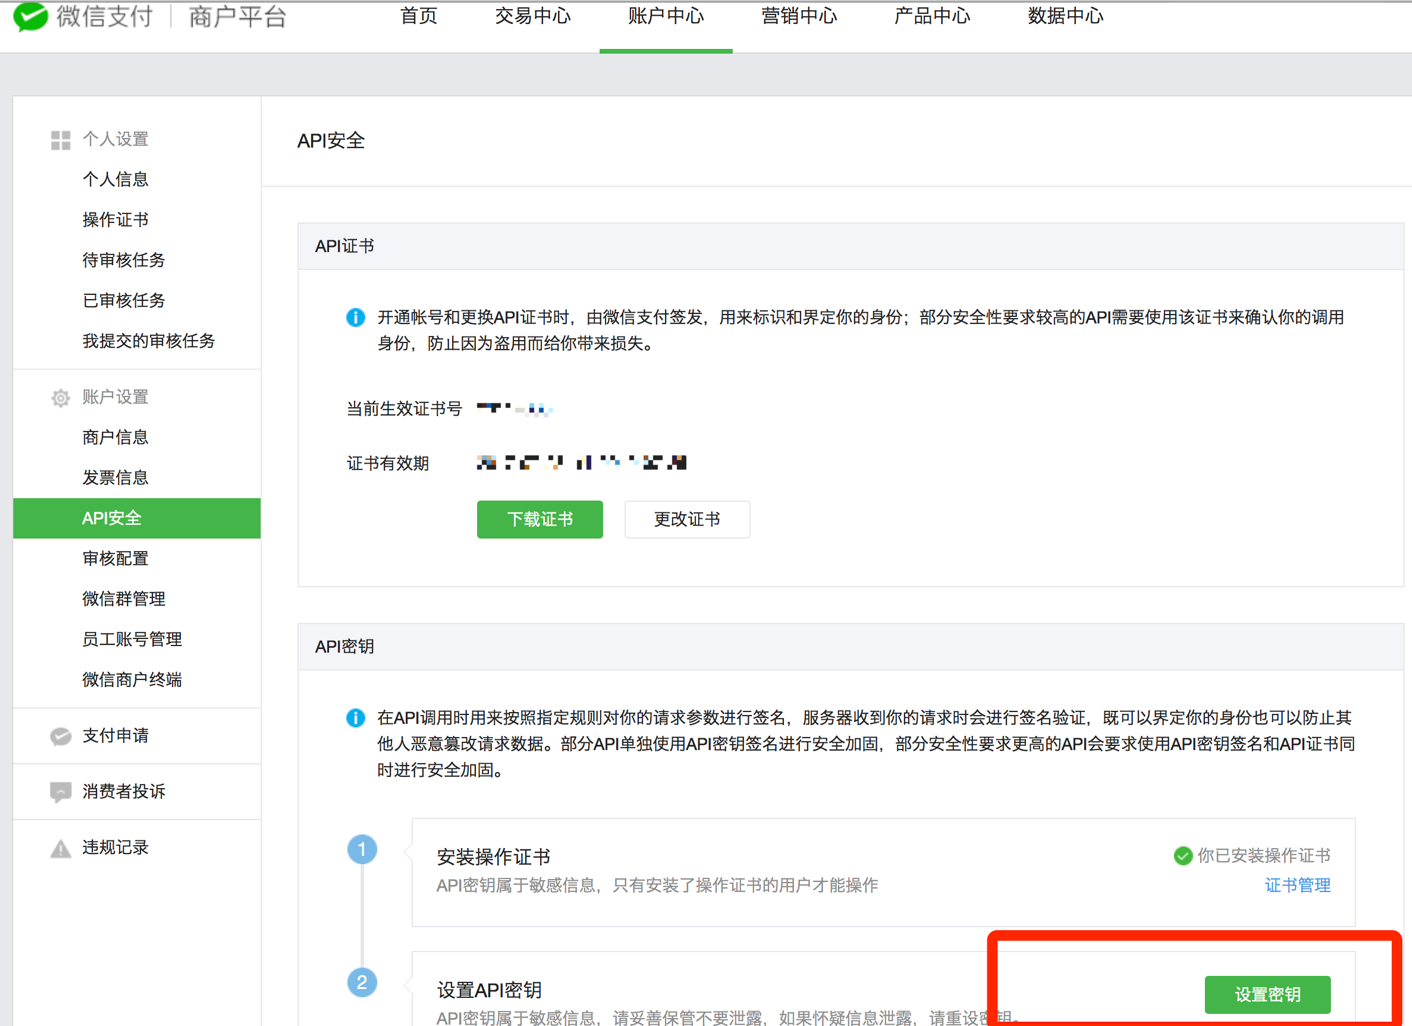 微信支付 商户平台 首页 交易中心 账户中心 营销中心 产品中心 数据中心
个人设置
个人信息
操作证书
待审核任务
已审核任务
我提交的审核任务
账户设置
商户信息
发票信息
API安全
审核配置
微信群管理
员工账号管理
微信商户终端
支付申请
消费者投诉
违规记录
API安全
API证书
开通帐号和更换API证书时，由微信支付签发，用来标识和界定你的身份；部分安全性要求较高的API需要使用该证书来确认你的调用
身份，防止因为盗用而给你带来损失。
当前生效证书号
证书有效期
下载证书 更改证书
API密钥
在API调用时用来按照指定规则对你的请求参数进行签名，服务器收到你的请求时会进行签名验证，既可以界定你的身份也可以防止其
他人恶意篡改请求数据。部分API单独使用API密钥签名进行安全加固，部分安全性要求更高的API会要求使用API密钥签名和API证书同
时进行安全加固。
1 安装操作证书 你已安装操作证书
API密钥属于敏感信息，只有安装了操作证书的用户才能操作 证书管理
2 设置API密钥 设置密钥
API密钥属于敏感信息，请妥善保管不要泄露，如果怀疑信息泄露，请重设密钥。